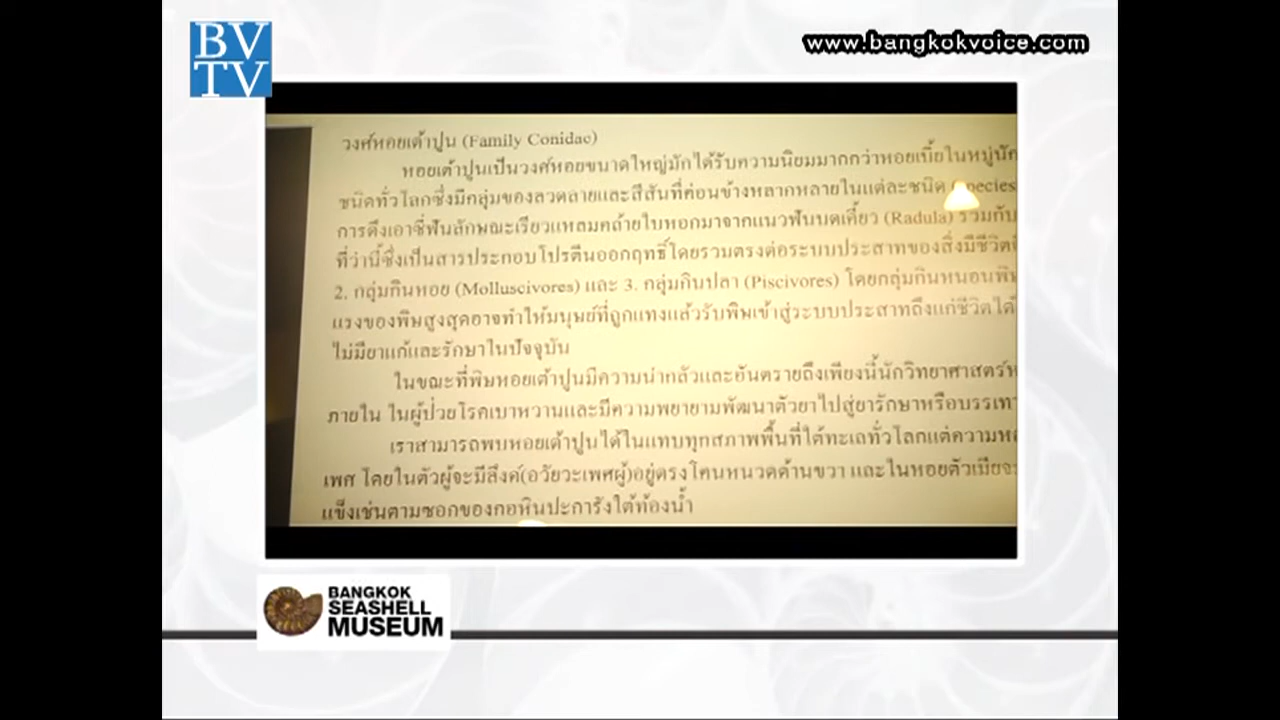 BV
TV
www.bangkokvoice.com
วงศ์หอยเต้าปูน (Family Conidae)
หอยเต้าปูนเป็นวงศ์หอยขนาดใหญ่มักได้รับความนิยมมากกว่าหอยเบี้ยในหมู่นัก
ชนิดทั่วโลกซึ่งมีกลุ่มของลวดลายและสีสันที่ค่อนข้างหลากหลายในแต่ละชนิด
การดึงเอาซี่ฟันลักษณะเรียวแหลมคล้ายใบหอกมาจากแนวฟันบดเคี้ยว (Radula) รวมกับ
ที่ว่านี้ซึ่งเป็นสารประกอบโปรตีนออกฤทธิ์โดยรวมตรงต่อระบบประสาทของสิ่งมีชีวิต
2. กลุ่มกินหอย (Molluscivores) และ 3. กลุ่มกินปลา (Piscivores) โดยกลุ่มกินหนอนพิษ
แรงของพิษสูงสุดอาจทำให้มนุษย์ที่ถูกแทงแล้วรับพิษเข้าสู่ระบบประสาทถึงแก่ชีวิตได้
ไม่มียาแก้และรักษาในปัจจุบัน
ในขณะที่พิษหอยเต้าปูนมีความน่ากลัวและอันตรายถึงเพียงนี้นักวิทยาศาสตร์
ภายใน ในผู้ป่วยโรคเบาหวานและมีความพยายามพัฒนาตัวยาไปสู่ยารักษาหรือบรรเทา
เราสามารถพบหอยเต้าปูนได้ในแทบทุกสภาพพื้นที่ใต้ทะเลทั่วโลกแต่ความ
เพศ โดยในตัวผู้จะมีลึงค์(อวัยวะเพศผู้)อยู่ตรงโคนหนวดด้านขวา และในหอยตัวเมีย
แข็งเช่นตามซอกของกอหินปะการังใต้ท้องน้ำ
BANGKOK
SEASHELL
MUSEUM